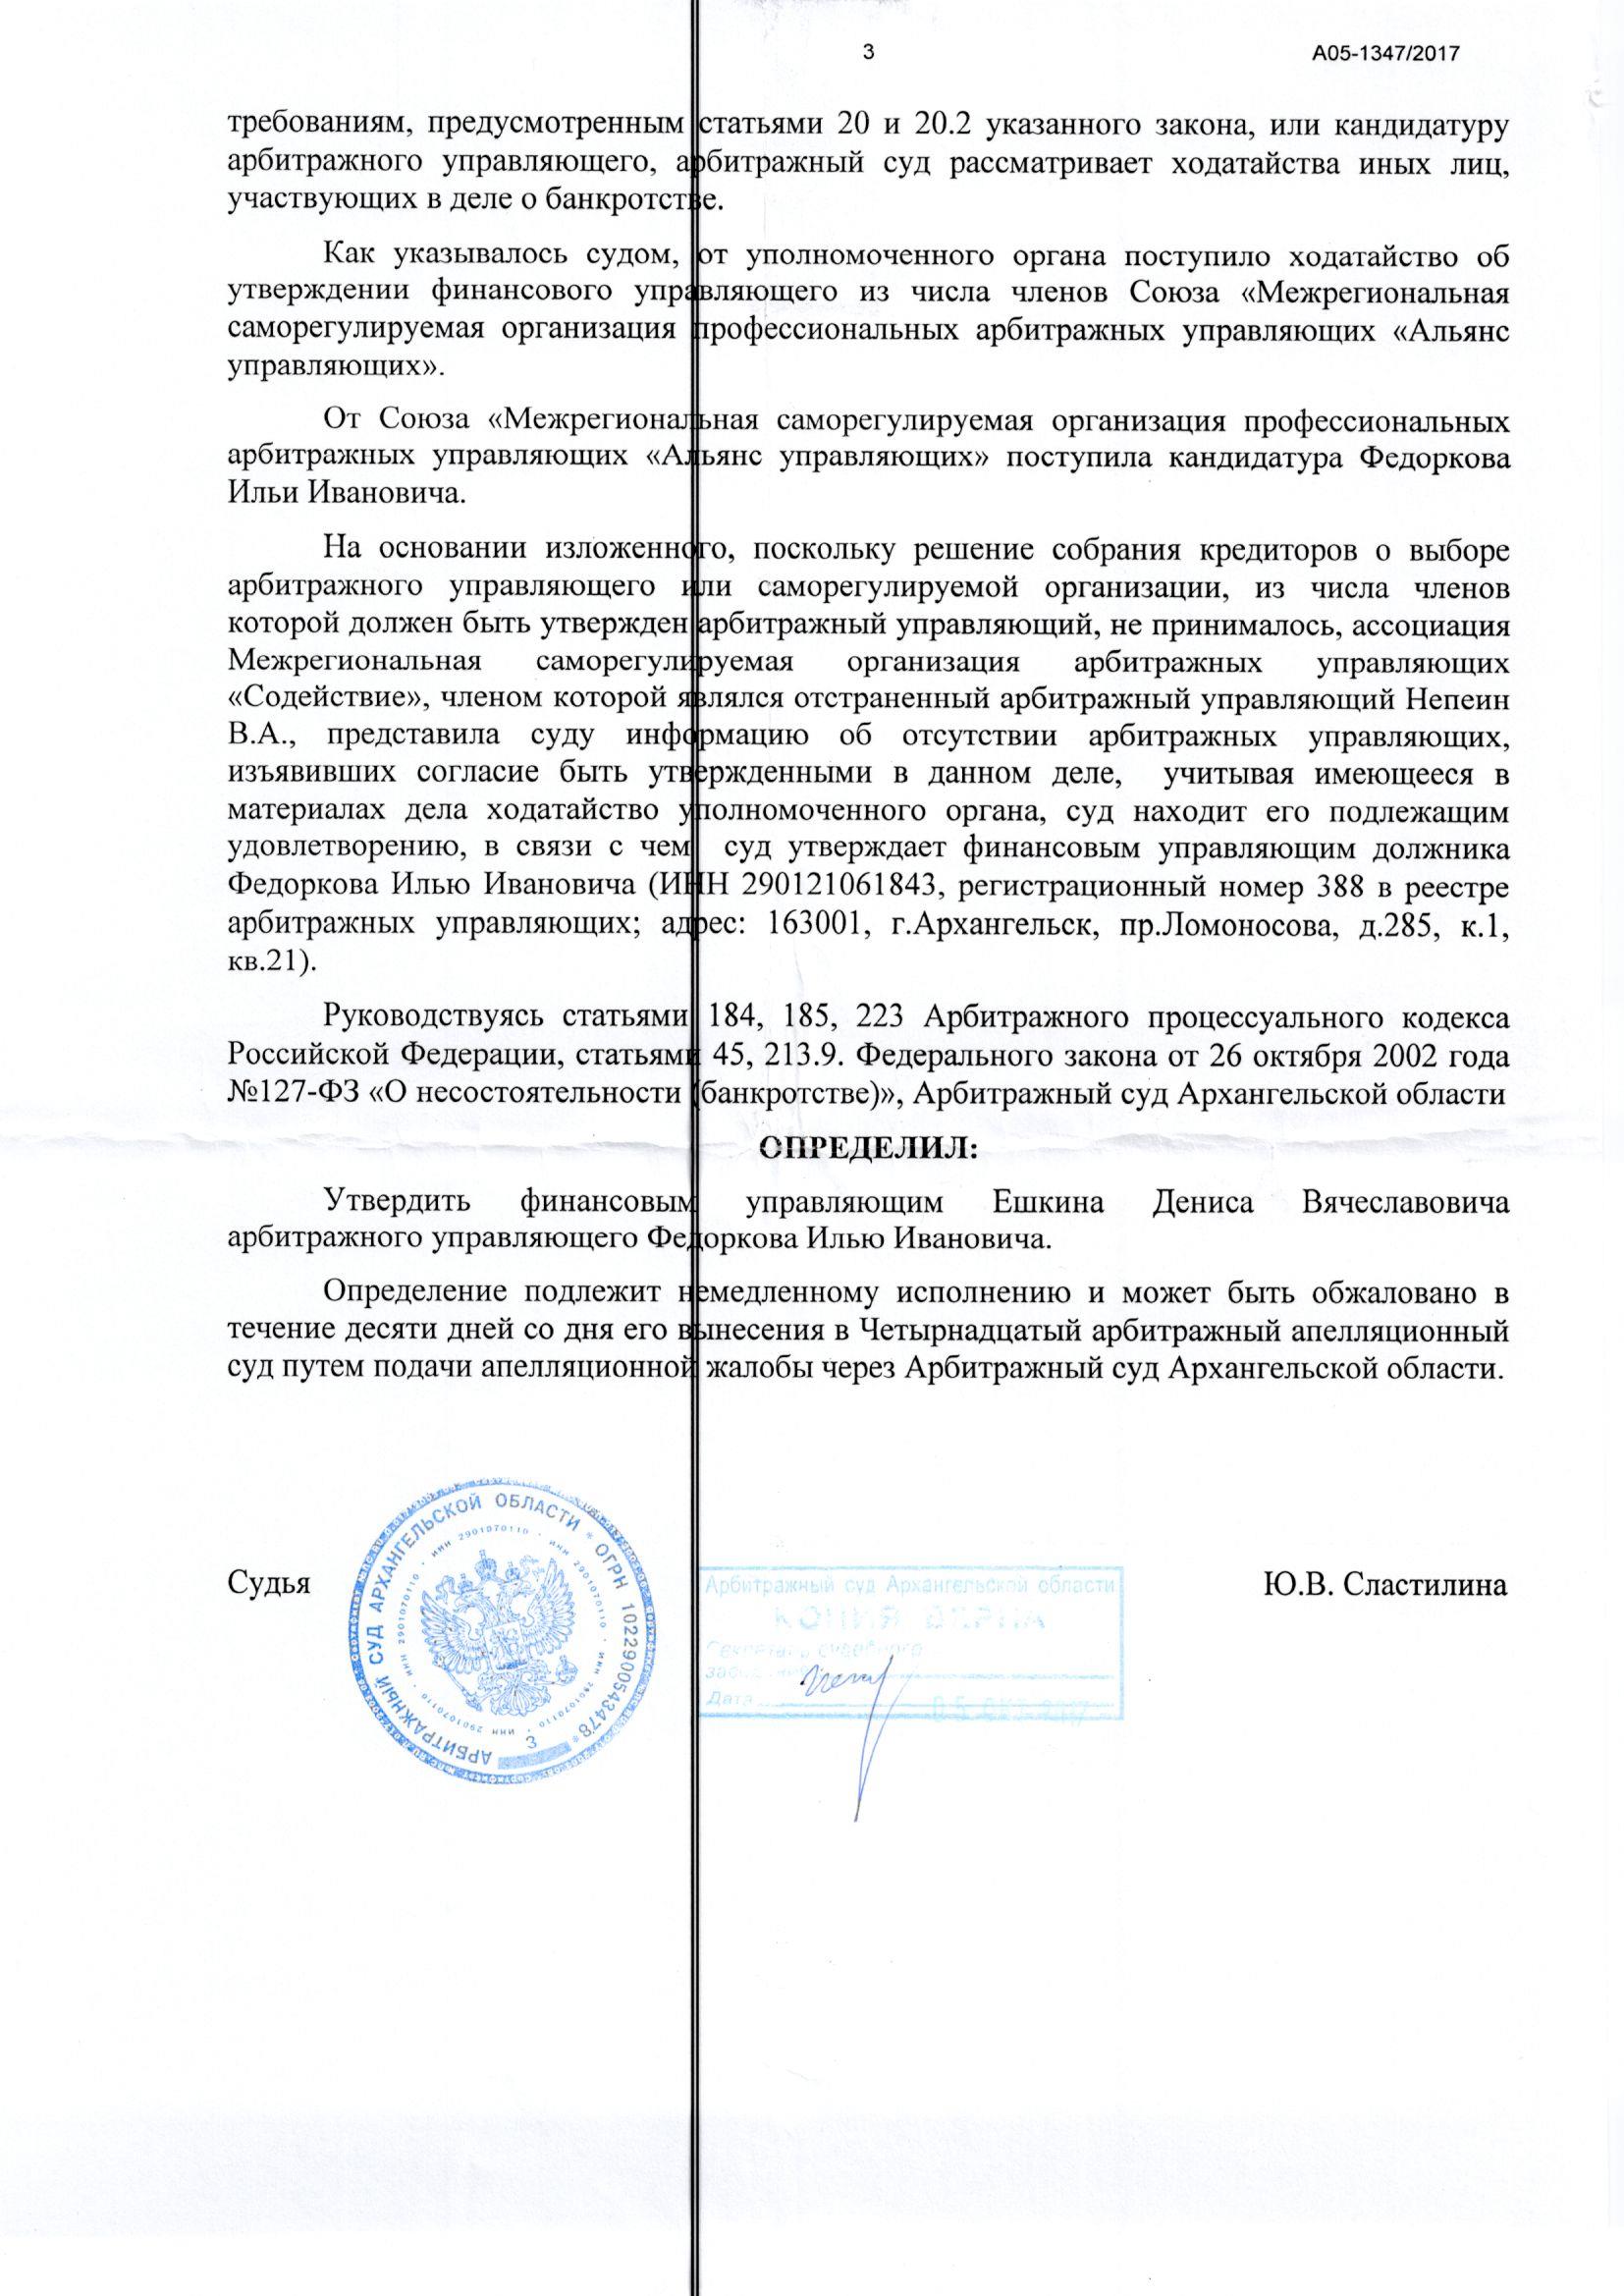 3
А05-1347/2017
требованиям, предусмотренным статьями 20 и 20.2 указанного закона, или кандидатуру
арбитражного управляющего, арбитражный суд рассматривает ходатайства иных лиц,
участвующих в деле о банкротстве.
Как указывалось судом, от уполномоченного органа поступило ходатайство об
утверждении финансового управляющего из числа членов Союза «Межрегиональная
саморегулируемая организация профессиональных арбитражных управляющих «Альянс
управляющих».
От Союза «Межрегиональная саморегулируемая организация профессиональных
арбитражных управляющих «Альянс управляющих» поступила кандидатура Федоркова
Ильи Ивановича.
На основании изложенного, поскольку решение собрания кредиторов о выборе
арбитражного управляющего или саморегулируемой организации, из числа членов
которой должен быть утвержден арбитражный управляющий, не принималось, ассоциация
Межрегиональная саморегулируемая организация арбитражных управляющих
«Содействие», членом которой являлся отстраненный арбитражный управляющий Непеин
В.А., представила суду информацию об отсутствии арбитражных управляющих,
изъявивших согласие быть утвержденными в данном деле, учитывая имеющееся в
материалах дела ходатайство уполномоченного органа, суд находит его подлежащим
удовлетворению, в связи с чем суд утверждает финансовым управляющим должника
Федоркова Илью Ивановича (ИНН 290121061843, регистрационный номер 388 в реестре
арбитражных управляющих; адрес: 163001, г.Архангельск, пр.Ломоносова, д.285, к.1,
кв.21).
Руководствуясь статьями 184, 185, 223 Арбитражного процессуального кодекса
Российской Федерации, статьями 45, 213.9. Федерального закона от 26 октября 2002 года
№127-ФЗ «О несостоятельности (банкротстве)», Арбитражный суд Архангельской области
ОПРЕДЕЛИЛ:
Утвердить финансовым управляющим Ешкина Дениса Вячеславовича
арбитражного управляющего Федоркова Илью Ивановича.
Определение подлежит немедленному исполнению и может быть обжаловано в
течение десяти дней со дня его вынесения в Четырнадцатый арбитражный апелляционный
суд путем подачи апелляционной жалобы через Арбитражный суд Архангельской области.
Судья
Ю.В. Сластилина
АРБИТРАЖНЫЙ СУД АРХАНГЕЛЬСКОЙ ОБЛАСТИ * ОГРН 1022900543478 *
ИНН 2901070110 * ИНН 2901070110 * ИНН 2901070110 * ИНН 2901070110 * ИНН 2901070110
3
Арбитражный суд Архангельской области
КОПИЯ ВЕРНА
Секретарь судебного
заседания
Дата 05 ОКТ 2017